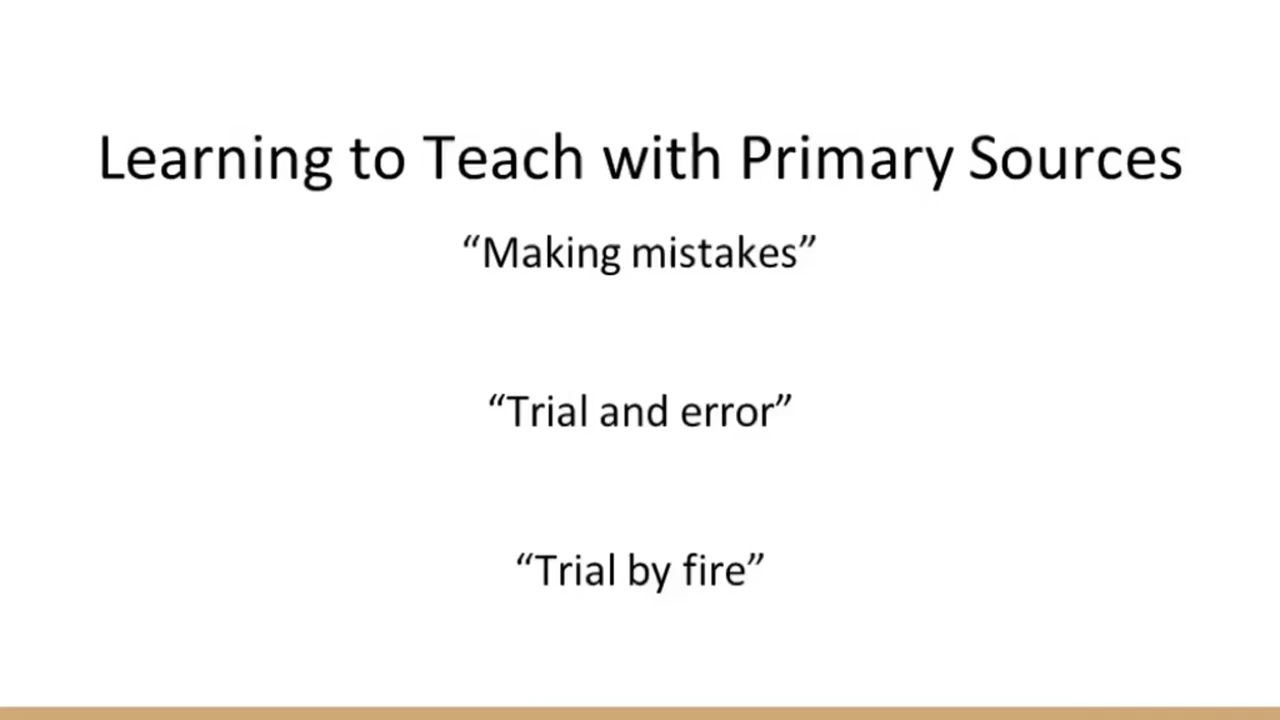 Learning to Teach with Primary Sources
“Making mistakes”
“Trial and error”
“Trial by fire”